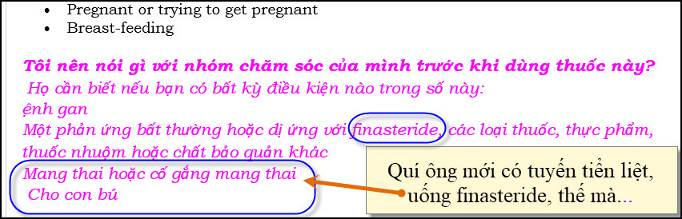 • Pregnant or trying to get pregnant
• Breast-feeding
Tôi nên nói gì với nhóm chăm sóc của mình trước khi dùng thuốc này?
Họ cần biết nếu bạn có bất kỳ điều kiện nào trong số này:
ệnh gan
Một phản ứng bất thường hoặc dị ứng với finasteride, các loại thuốc, thực phẩm,
thuốc nhuộm hoặc chất bảo quản khác
Mang thai hoặc cố gắng mang thai
Cho con bú
Quí ông mới có tuyến tiền liệt,
uống finasteride, thế mà...